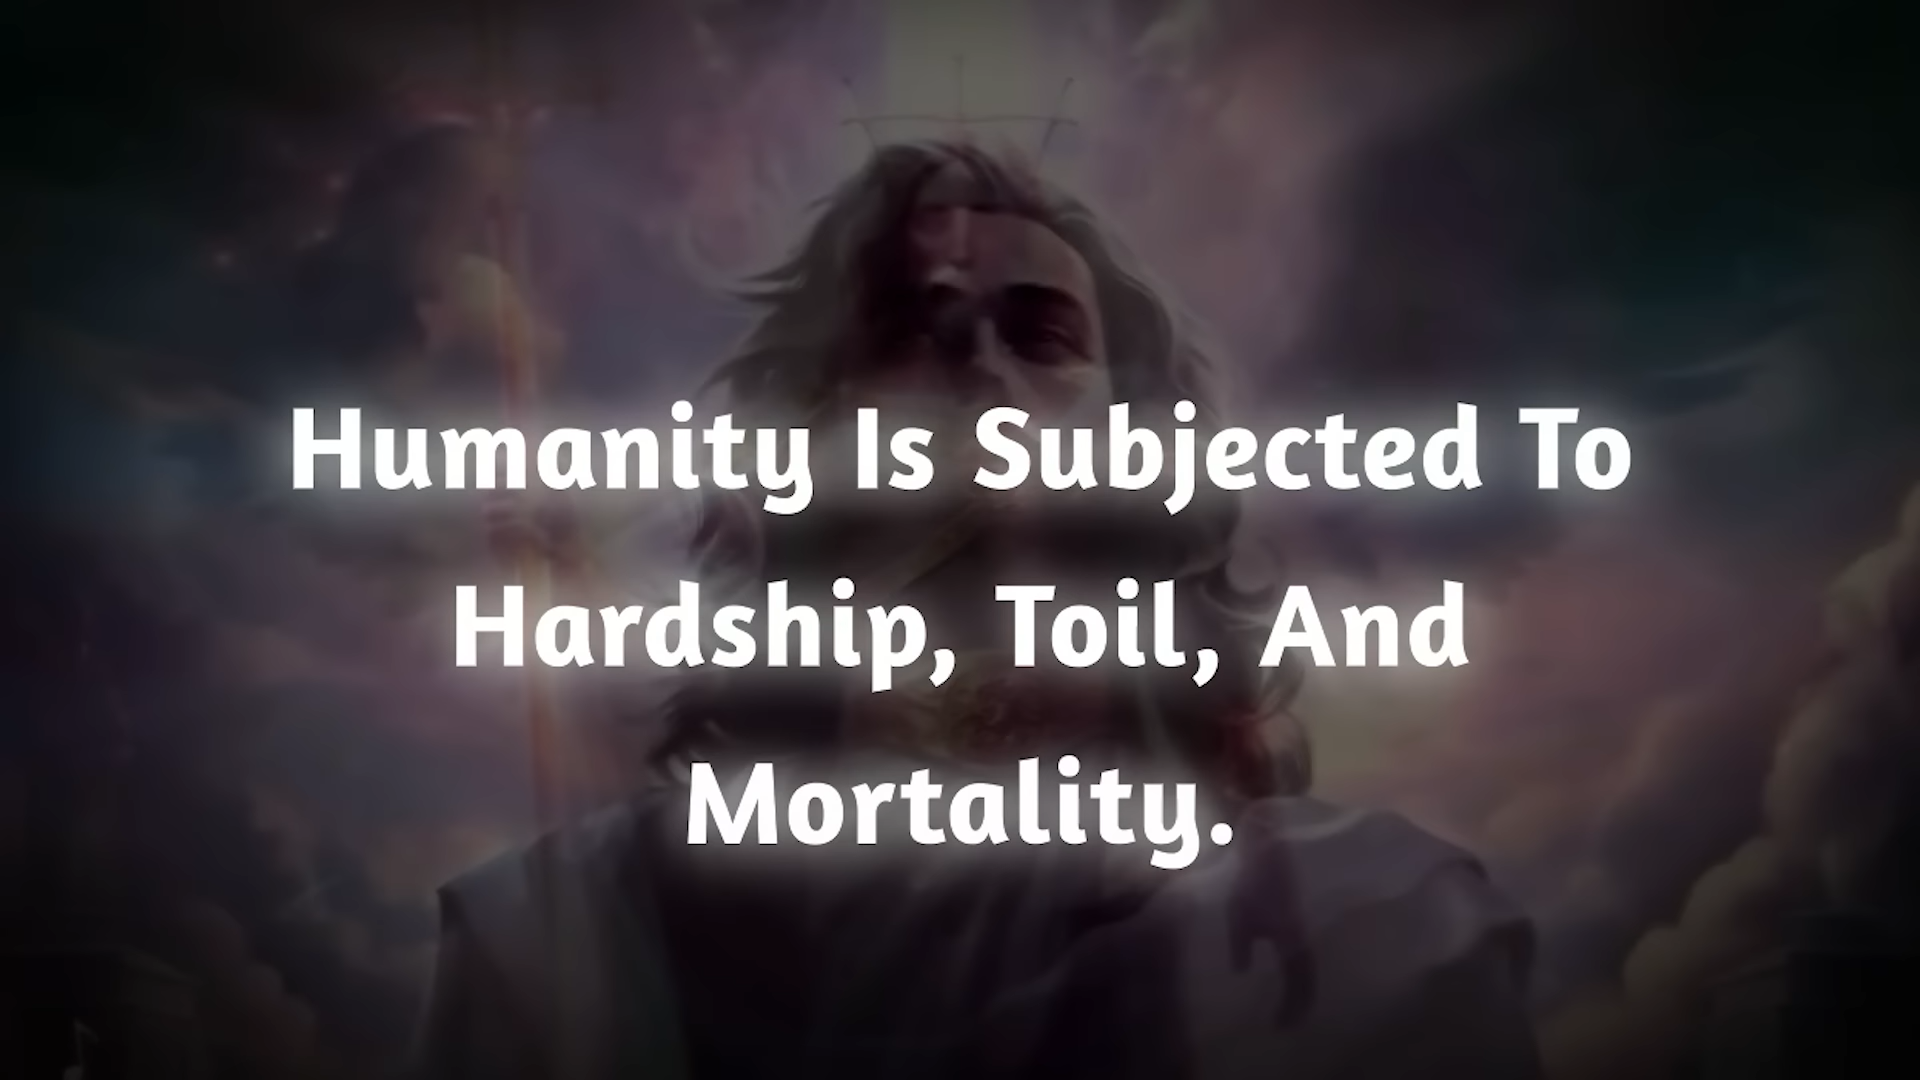 Humanity Is Subjected To
Hardship, Toil, And
Mortality.